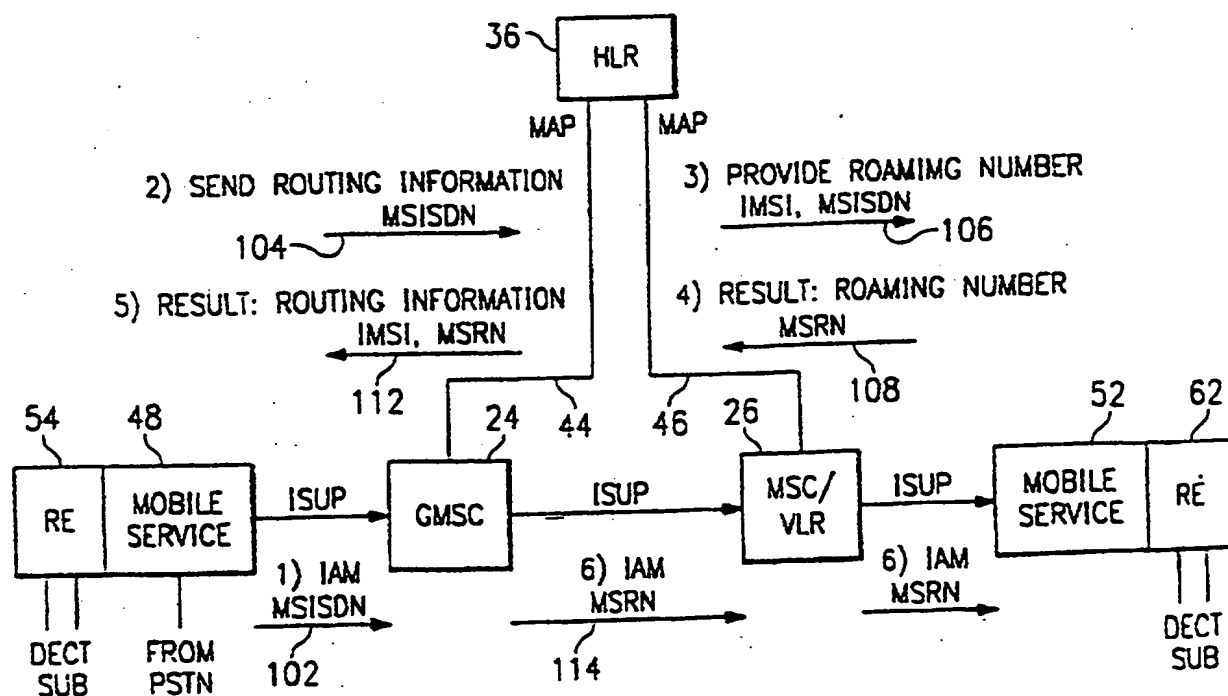 36
HLR
MAP
MAP
2) SEND ROUTING INFORMATION
MSISDN
104
3) PROVIDE ROAMIMG NUMBER
IMSI, MSISDN
106
5) RESULT: ROUTING INFORMATION
IMSI, MSRN
112
4) RESULT: ROAMING NUMBER
MSRN
108
54
48
24
44
46
26
52
62
RE
MOBILE
SERVICE
ISUP
GMSC
ISUP
MSC/
VLR
ISUP
MOBILE
SERVICE
RE
1) IAM
MSISDN
102
6) IAM
MSRN
114
6) IAM
MSRN
DECT
SUB
FROM
PSTN
DECT
SUB